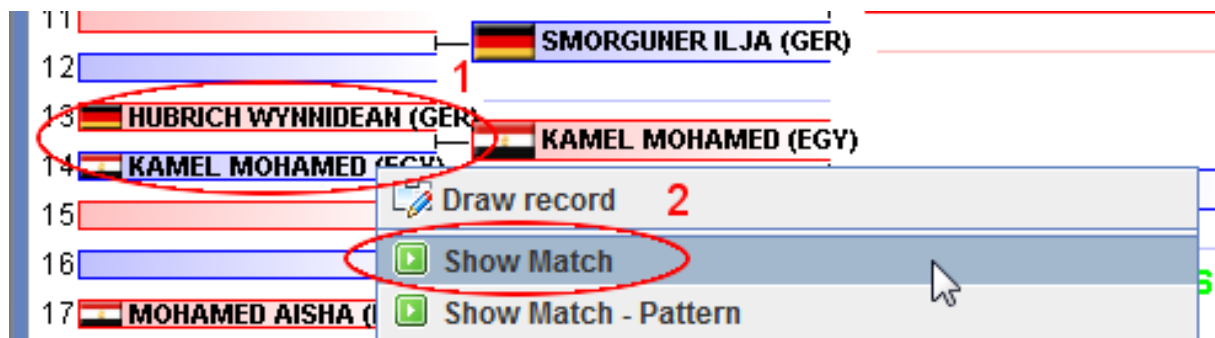 11
SMORGUNER ILJA (GER)
12
1
13 HUBRICH WYNNIDEAN (GER)
KAMEL MOHAMED (EGY)
14 KAMEL MOHAMED (EGY)
Draw record 2
15
16 Show Match
S
17 MOHAMED AISHA (
Show Match - Pattern